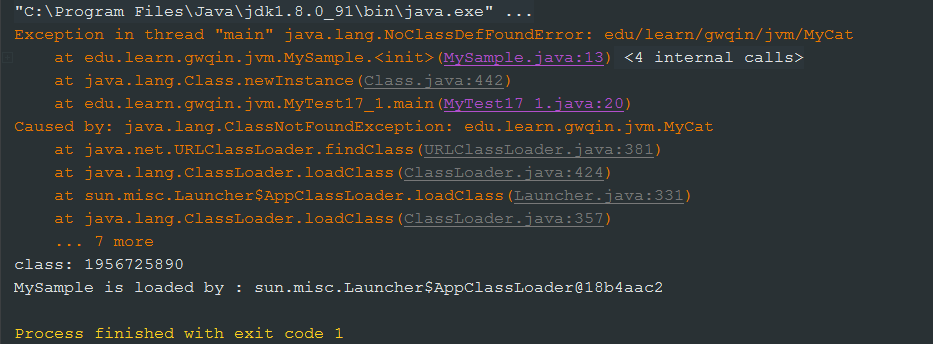 "C:\Program Files\Java\jdk1.8.0_91\bin\java.exe" ...
Exception in thread "main" java.lang.NoClassDefFoundError: edu/learn/gwqin/jvm/MyCat
at edu.learn.gwqin.jvm.MySample.<init>(MySample.java:13) <4 internal calls>
at java.lang.Class.newInstance(Class.java:442)
at edu.learn.gwqin.jvm.MyTest17_1.main(MyTest17_1.java:20)
Caused by: java.lang.ClassNotFoundException: edu.learn.gwqin.jvm.MyCat
at java.net.URLClassLoader.findClass(URLClassLoader.java:381)
at java.lang.ClassLoader.loadClass(ClassLoader.java:424)
at sun.misc.Launcher$AppClassLoader.loadClass(Launcher.java:331)
at java.lang.ClassLoader.loadClass(ClassLoader.java:357)
... 7 more
class: 1956725890
MySample is loaded by : sun.misc.Launcher$AppClassLoader@18b4aac2
Process finished with exit code 1